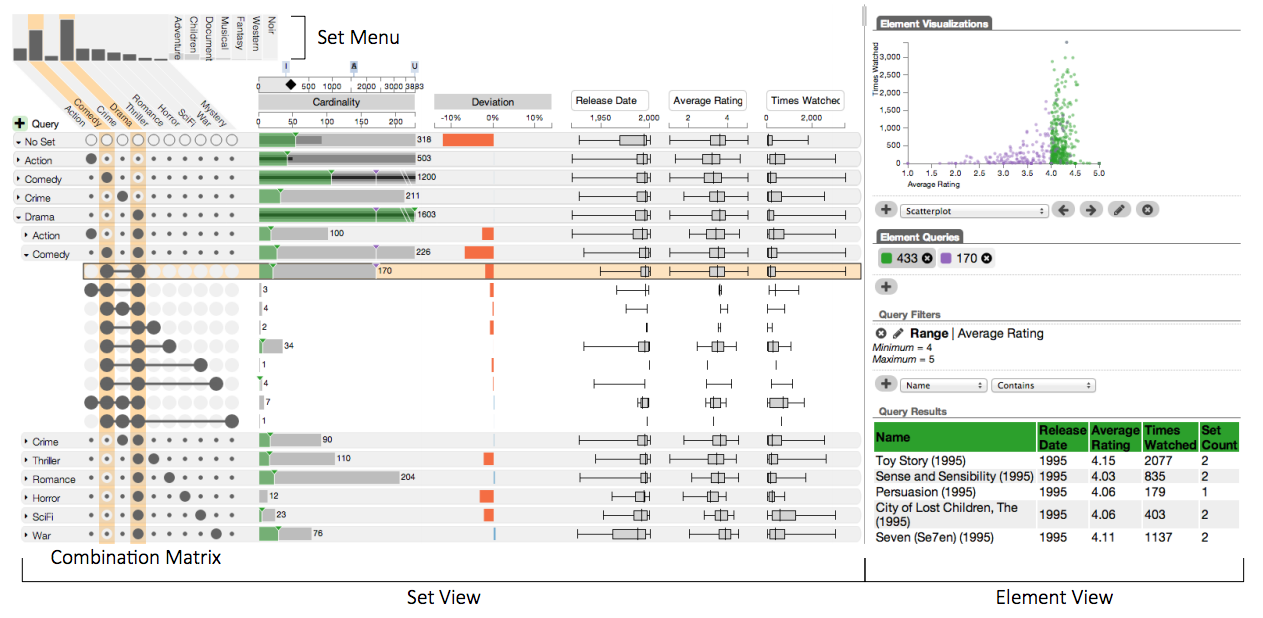 Adventure
Children
Document
Musical
Fantasy
Western
Noir
Set Menu
Action
Comedy
Crime
Drama
Thriller
Romance
Horror
SciFi
War
Mystery
I
U
0 500 1000 2000 3000 3883
Cardinality
Deviation
Release Date
Average Rating
Times Watched
Query
0 50 100 150 200
-10% 0% 10%
1,960 2,000
2 4
0 2,000
No Set 318
Action 503
Comedy 1200
Crime 211
Drama 1603
Action 100
Comedy 226
170
3
4
2
34
1
4
7
1
Crime 90
Thriller 110
Romance 204
Horror 12
SciFi 23
War 76
Combination Matrix
Set View
Element Visualizations
Times Watched
3,000
2,500
2,000
1,500
1,000
500
0
1.0 1.5 2.0 2.5 3.0 3.5 4.0 4.5 5.0
Average Rating
Scatterplot
Element Queries
433 170
Query Filters
Range | Average Rating
Minimum = 4
Maximum = 5
Name Contains
Query Results
Name Release Date Average Rating Times Watched Set Count
Toy Story (1995) 1995 4.15 2077 2
Sense and Sensibility (1995) 1995 4.03 835 2
Persuasion (1995) 1995 4.06 179 1
City of Lost Children, The (1995) 1995 4.06 403 2
Seven (Se7en) (1995) 1995 4.11 1137 2
Element View